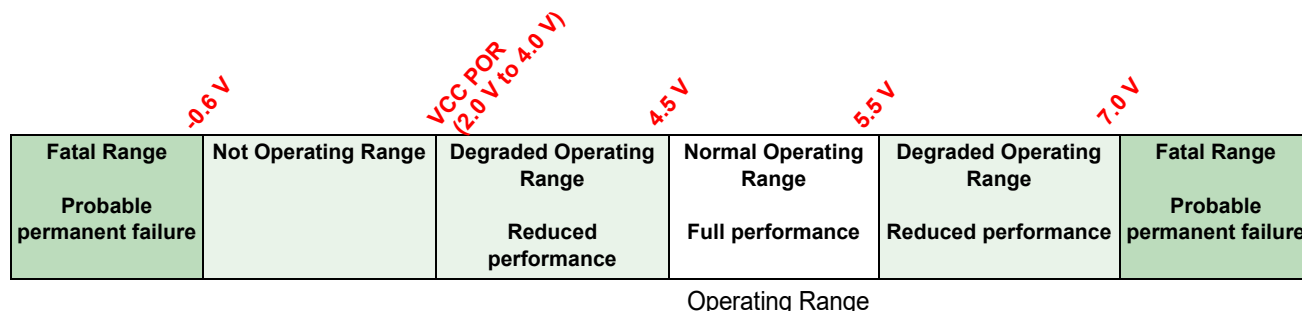 -0.6 V
VCC POR
(2.0 V to 4.0 V)
4.5 V
5.5 V
7.0 V
Fatal Range
Probable
permanent failure
Not Operating Range
Degraded Operating
Range
Reduced
performance
Normal Operating
Range
Full performance
Degraded Operating
Range
Reduced performance
Fatal Range
Probable
permanent failure
Operating Range